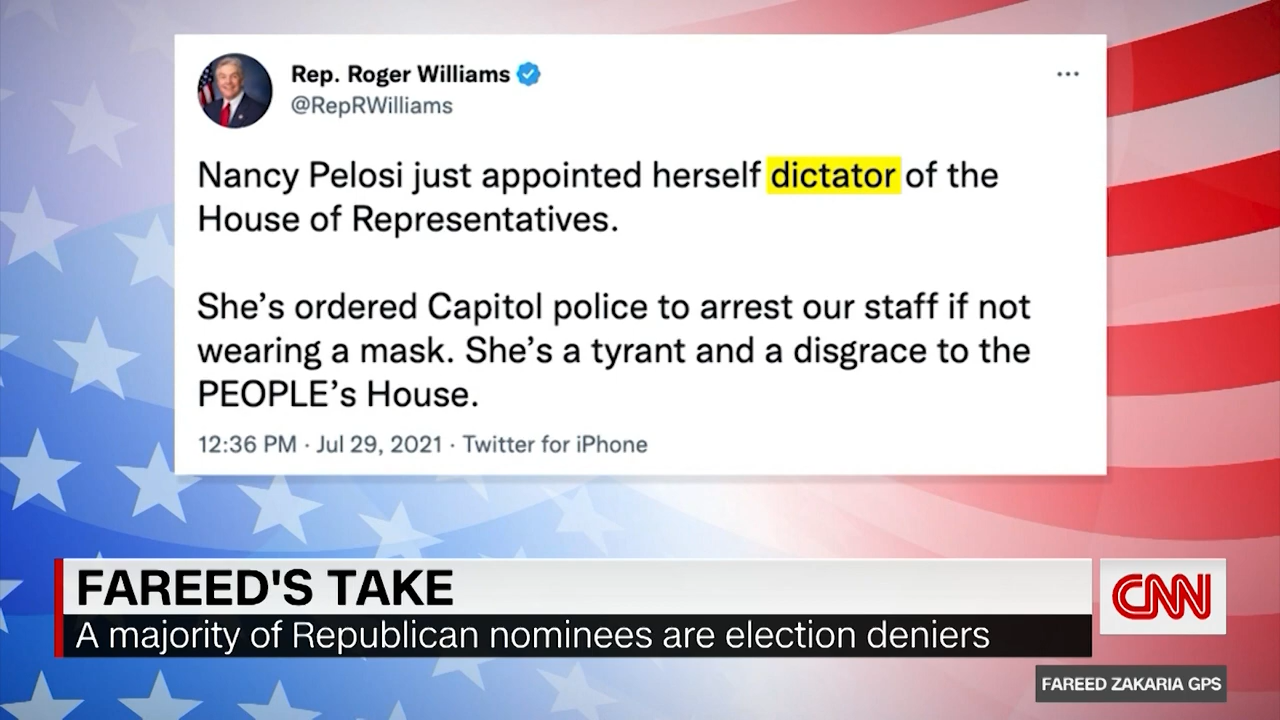 Rep. Roger Williams
@RepRWilliams
Nancy Pelosi just appointed herself dictator of the
House of Representatives.
She’s ordered Capitol police to arrest our staff if not
wearing a mask. She’s a tyrant and a disgrace to the
PEOPLE’s House.
12:36 PM · Jul 29, 2021 · Twitter for iPhone
FAREED'S TAKE
A majority of Republican nominees are election deniers
CNN
FAREED ZAKARIA GPS